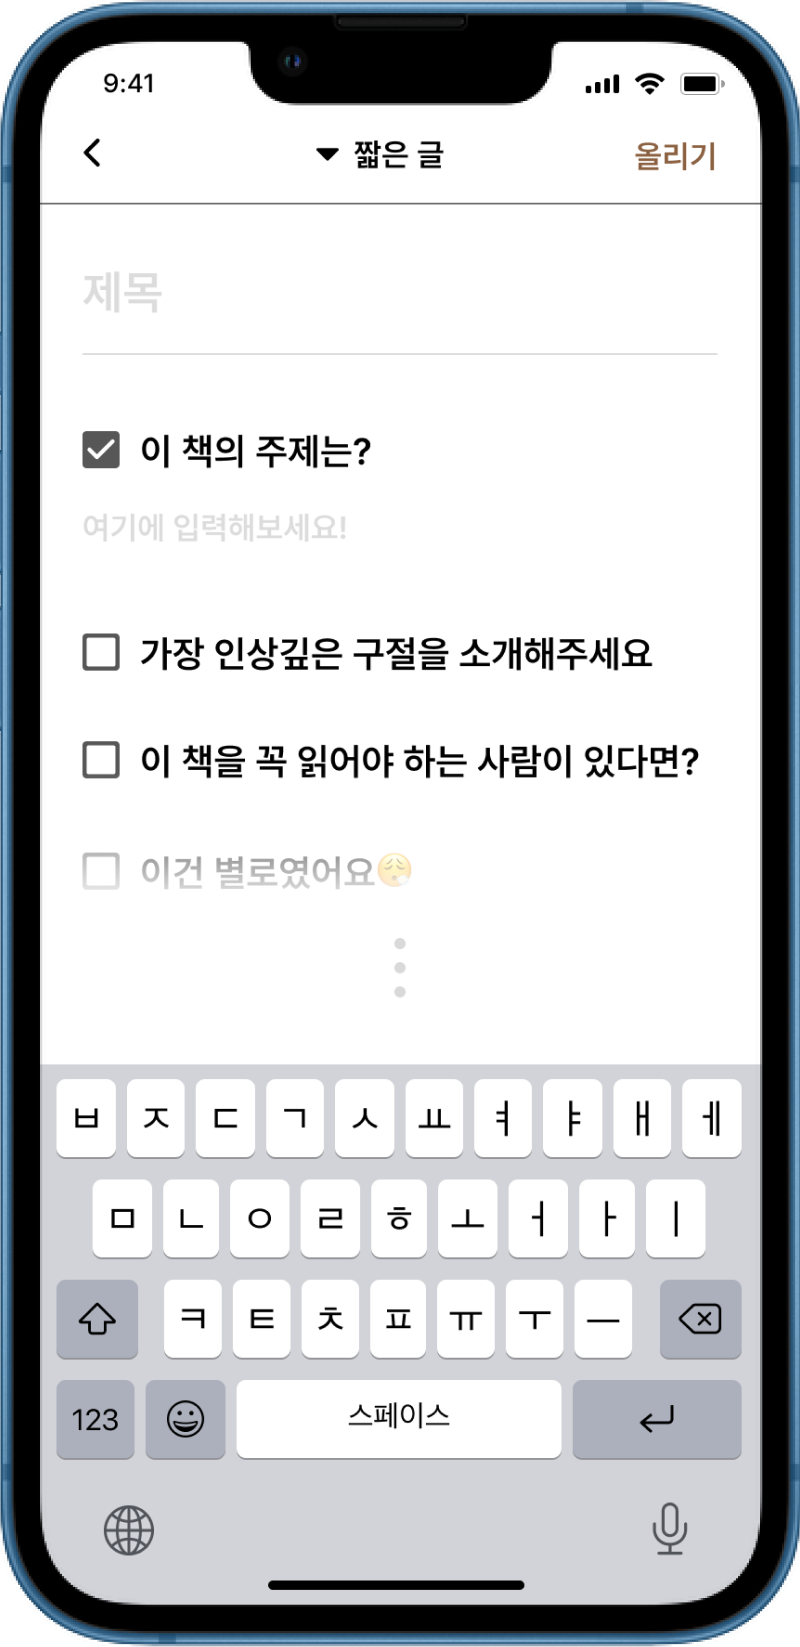 9:41
짧은 글
올리기
제목
이 책의 주제는?
여기에 입력해보세요!
가장 인상깊은 구절을 소개해주세요
이 책을 꼭 읽어야 하는 사람이 있다면?
이건 별로였어요😮‍💨
ㅂ ㅈ ㄷ ㄱ ㅅ ㅛ ㅕ ㅑ ㅐ ㅔ
ㅁ ㄴ ㅇ ㄹ ㅎ ㅗ ㅓ ㅏ ㅣ
ㅋ ㅌ ㅊ ㅍ ㅠ ㅜ ㅡ
123 스페이스